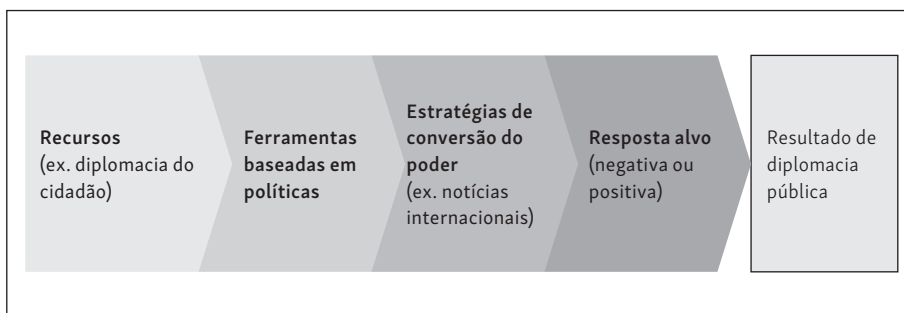 Recursos
(ex. diplomacia do
cidadão)
Ferramentas
baseadas em
políticas
Estratégias de
conversão do
poder
(ex. notícias
internacionais)
Resposta alvo
(negativa ou
positiva)
Resultado de
diplomacia
pública